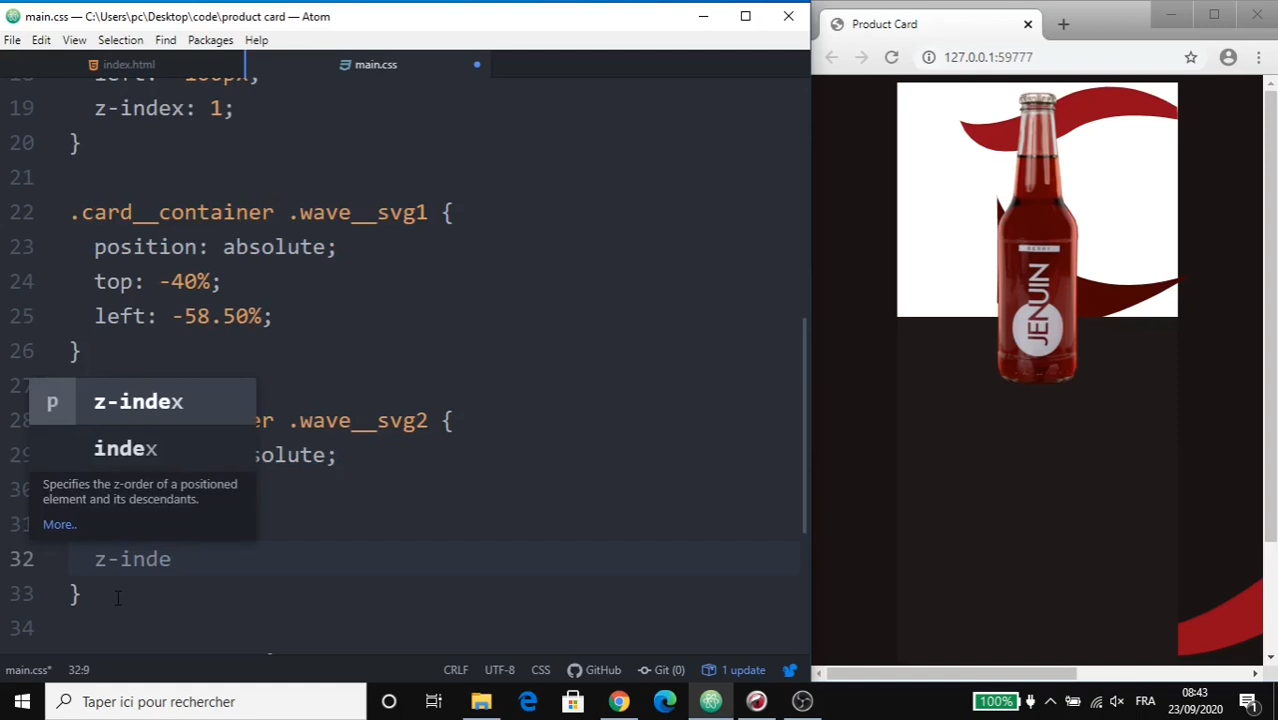 main.css — C:\Users\pc\Desktop\code\product card — Atom
File Edit View Selection Find Packages Help
index.html
main.css
19 z-index: 1;
20 }
21
22 .card__container .wave__svg1 {
23 position: absolute;
24 top: -40%;
25 left: -58.50%;
26 }
p z-index
index
Specifies the z-order of a positioned
element and its descendants.
More..
er .wave__svg2 {
solute;
32 z-inde
33 }
34
main.css* 32:9 CRLF UTF-8 CSS GitHub Git (0) 1 update
Product Card
127.0.0.1:59777
BERRY
JENUIN
Taper ici pour rechercher
100%
FRA
08:43
23/09/2020
1